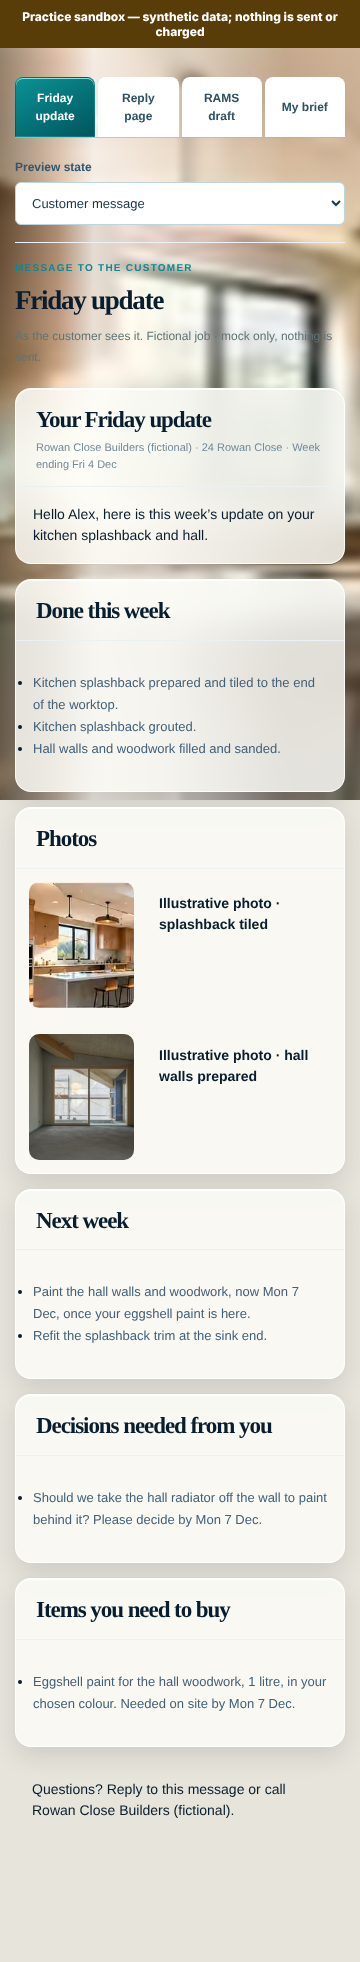 Practice sandbox — synthetic data; nothing is sent or
charged
Friday
update
Reply
page
RAMS
draft
My brief
Preview state
Customer message
MESSAGE TO THE CUSTOMER
Friday update
As the customer sees it. Fictional job · mock only, nothing is
sent.
Your Friday update
Rowan Close Builders (fictional) · 24 Rowan Close · Week
ending Fri 4 Dec
Hello Alex, here is this week’s update on your
kitchen splashback and hall.
Done this week
• Kitchen splashback prepared and tiled to the end
of the worktop.
• Kitchen splashback grouted.
• Hall walls and woodwork filled and sanded.
Photos
Illustrative photo ·
splashback tiled
Illustrative photo · hall
walls prepared
Next week
• Paint the hall walls and woodwork, now Mon 7
Dec, once your eggshell paint is here.
• Refit the splashback trim at the sink end.
Decisions needed from you
• Should we take the hall radiator off the wall to paint
behind it? Please decide by Mon 7 Dec.
Items you need to buy
• Eggshell paint for the hall woodwork, 1 litre, in your
chosen colour. Needed on site by Mon 7 Dec.
Questions? Reply to this message or call
Rowan Close Builders (fictional).